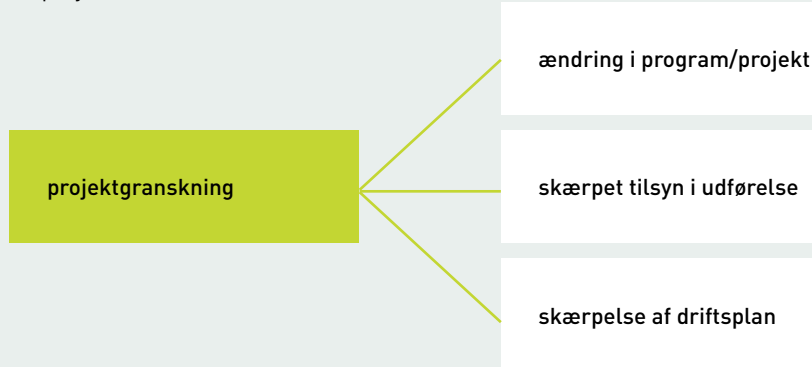 ændring i program/projekt
projektgranskning
skærpet tilsyn i udførelse
skærpelse af driftsplan